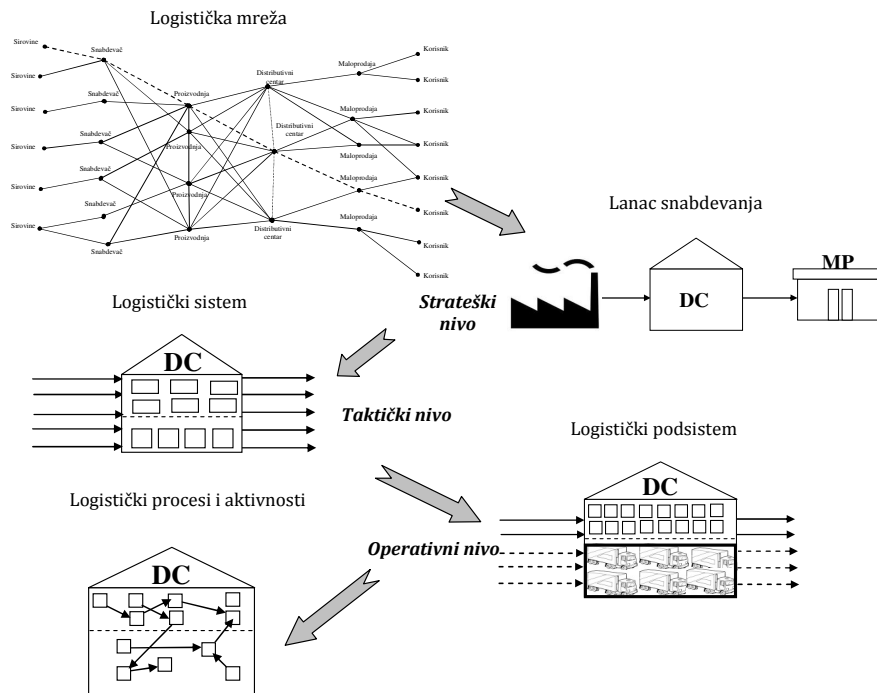 Logistička mreža
Sirovine
Snabdevač
Sirovine
Sirovine
Snabdevač
Sirovine
Snabdevač
Sirovine
Snabdevač
Sirovine
Snabdevač
Snabdevač
Proizvodnja
Proizvodnja
Proizvodnja
Proizvodnja
Distributivni
centar
Distributivni
centar
Distributivni
centar
Maloprodaja
Maloprodaja
Maloprodaja
Maloprodaja
Maloprodaja
Korisnik
Korisnik
Korisnik
Korisnik
Korisnik
Korisnik
Korisnik
Korisnik
Lanac snabdevanja
DC
MP
Strateški
nivo
Logistički sistem
DC
Taktički nivo
Logistički podsistem
DC
Operativni nivo
Logistički procesi i aktivnosti
DC